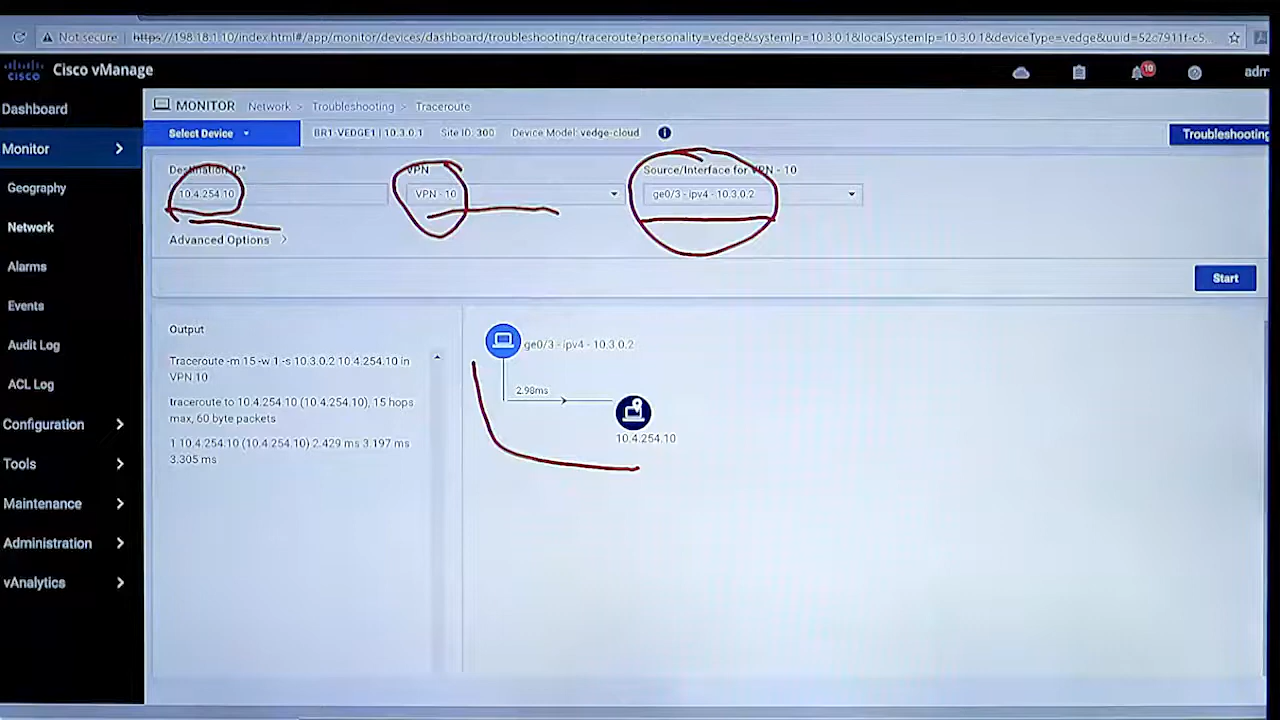 Not secure | https://198.18.1.10/index.html#/app/monitor/devices/dashboard/troubleshooting/traceroute?personality=vedge&systemIp=10.3.0.1&localSystemIp=10.3.0.1&deviceType=vedge&uuid=52c7911f-c5...
CISCO Cisco vManage
10
adm
Dashboard
Monitor
Geography
Network
Alarms
Events
Audit Log
ACL Log
Configuration
Tools
Maintenance
Administration
vAnalytics
MONITOR Network > Troubleshooting > Traceroute
Select Device BR1-VEDGE1 | 10.3.0.1 Site ID: 300 Device Model: vedge-cloud
Troubleshooting
Destination IP* VPN Source/Interface for VPN - 10
10.4.254.10 VPN - 10 ge0/3 - ipv4 - 10.3.0.2
Advanced Options >
Start
Output
Traceroute -m 15 -w 1 -s 10.3.0.2 10.4.254.10 in
VPN 10
traceroute to 10.4.254.10 (10.4.254.10), 15 hops
max, 60 byte packets
1 10.4.254.10 (10.4.254.10) 2.429 ms 3.197 ms
3.305 ms
ge0/3 - ipv4 - 10.3.0.2
2.98ms
10.4.254.10